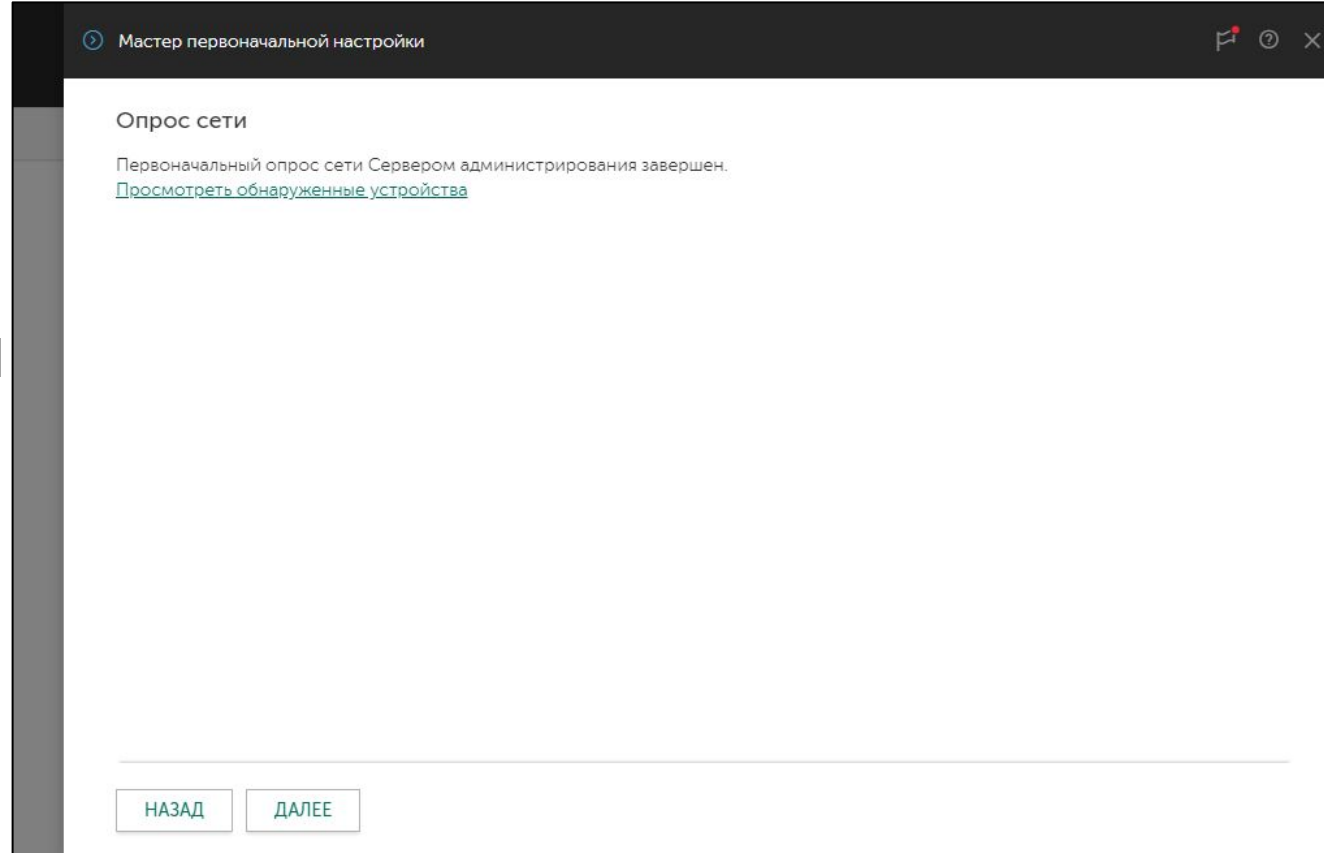 Мастер первоначальной настройки
Опрос сети
Первоначальный опрос сети Сервером администрирования завершен.
Просмотреть обнаруженные устройства
НАЗАД ДАЛЕЕ